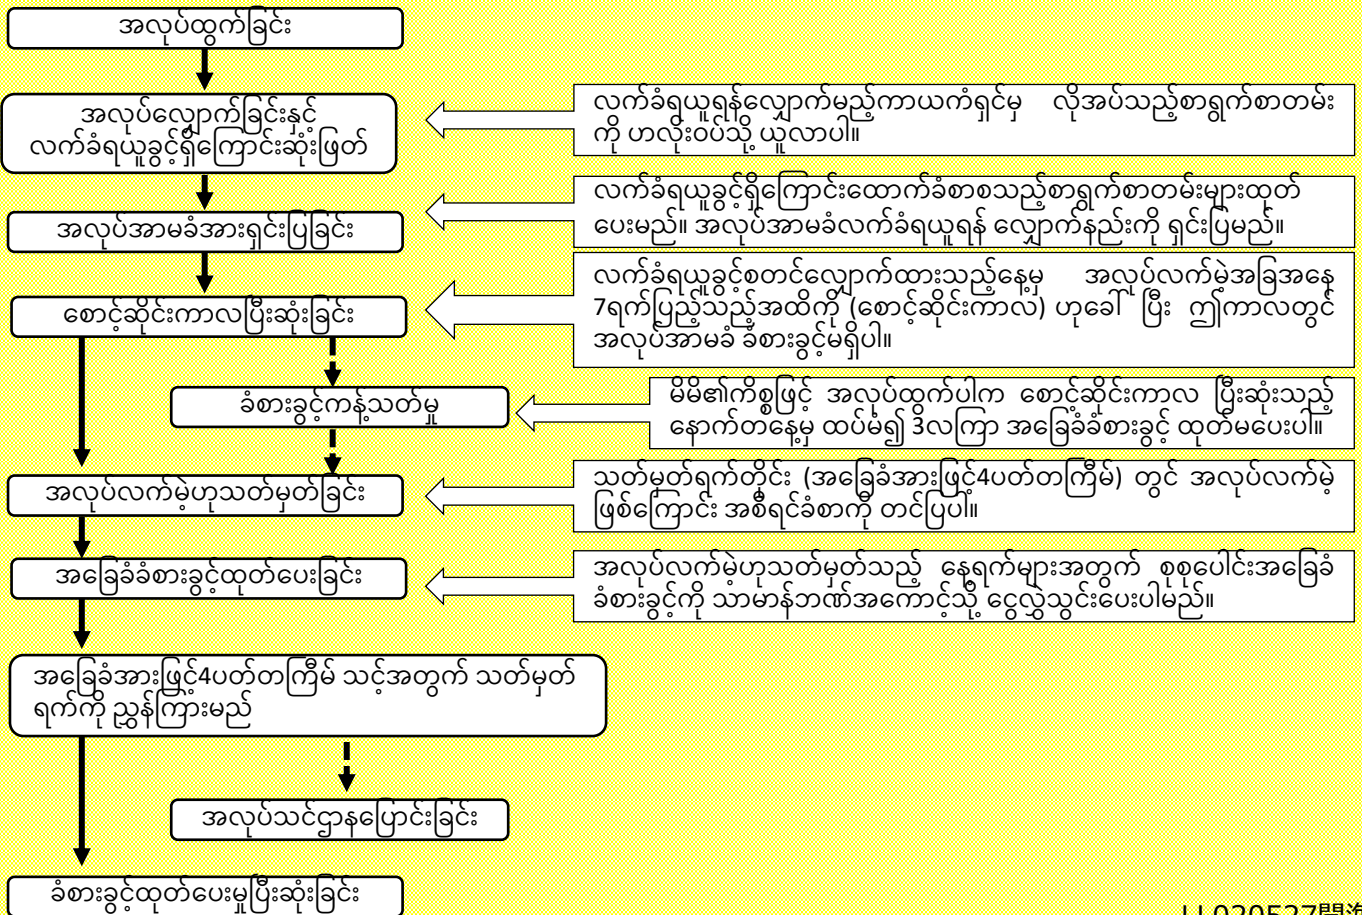 အလုပ်ထွက်ခြင်း
အလုပ်လျှောက်ခြင်းနှင့်
လက်ခံရယူခွင့်ရှိကြောင်းဆုံးဖြတ်
လက်ခံရယူရန်လျှောက်မည့်ကာယကံရှင်မှ လိုအပ်သည့်စာရွက်စာတမ်း
ကို ဟလိုးဝပ်သို့ ယူလာပါ။
အလုပ်အာမခံအားရှင်းပြခြင်း
လက်ခံရယူခွင့်ရှိကြောင်းထောက်ခံစာစသည့်စာရွက်စာတမ်းများထုတ်
ပေးမည်။ အလုပ်အာမခံလက်ခံရယူရန် လျှောက်နည်းကို ရှင်းပြမည်။
စောင့်ဆိုင်းကာလပြီးဆုံးခြင်း
လက်ခံရယူခွင့်စတင်လျှောက်ထားသည့်နေ့မှ အလုပ်လက်မဲ့အခြအနေ
7ရက်ပြည့်သည့်အထိကို (စောင့်ဆိုင်းကာလ) ဟုခေါ် ပြီး ဤကာလတွင်
အလုပ်အာမခံ ခံစားခွင့်မရှိပါ။
ခံစားခွင့်ကန့်သတ်မှု
မိမိ၏ကိစ္စဖြင့် အလုပ်ထွက်ပါက စောင့်ဆိုင်းကာလ ပြီးဆုံးသည့်
နောက်တနေ့မှ ထပ်မံ၍ 3လကြာ အခြေခံခံစားခွင့် ထုတ်မပေးပါ။
အလုပ်လက်မဲ့ဟုသတ်မှတ်ခြင်း
သတ်မှတ်ရက်တိုင်း (အခြေခံအားဖြင့်4ပတ်တကြိမ်) တွင် အလုပ်လက်မဲ့
ဖြစ်ကြောင်း အစီရင်ခံစာကို တင်ပြပါ။
အခြေခံခံစားခွင့်ထုတ်ပေးခြင်း
အလုပ်လက်မဲ့ဟုသတ်မှတ်သည့် နေ့ရက်များအတွက် စုစုပေါင်းအခြေခံ
ခံစားခွင့်ကို သာမာန်ဘဏ်အကောင့်သို့ ငွေလွှဲသွင်းပေးပါမည်။
အခြေခံအားဖြင့်4ပတ်တကြိမ် သင့်အတွက် သတ်မှတ်
ရက်ကို ညွှန်ကြားမည်
အလုပ်သင်ဌာနပြောင်းခြင်း
ခံစားခွင့်ထုတ်ပေးမှုပြီးဆုံးခြင်း